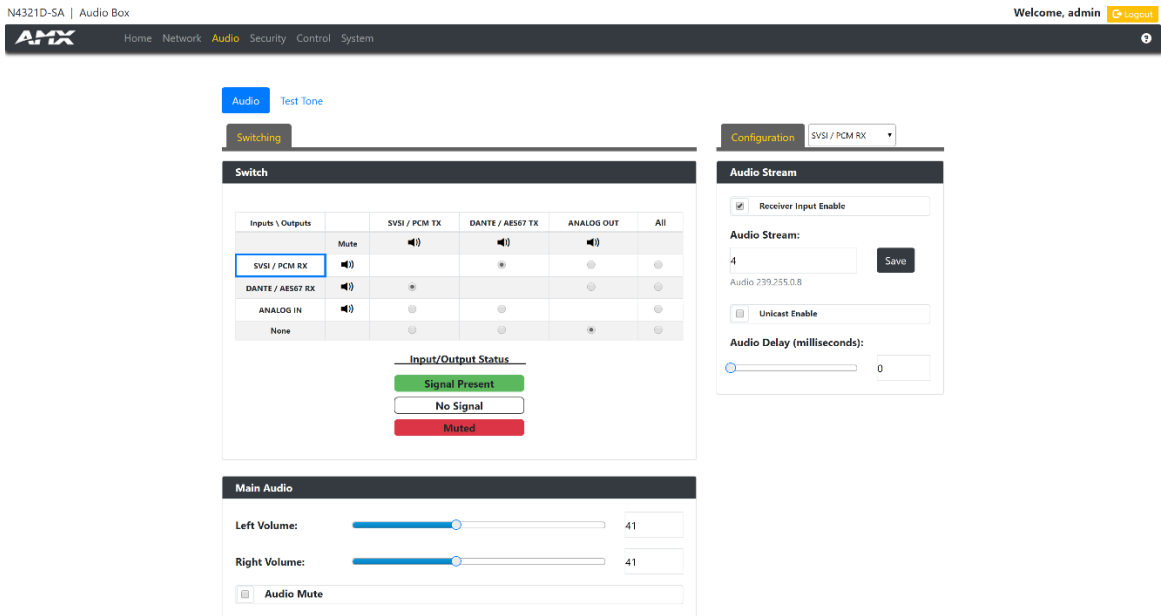 N4321D-SA | Audio Box
Welcome, admin Logout
AMX Home Network Audio Security Control System
Audio Test Tone
Switching
Configuration SVSI / PCM RX
Switch
Audio Stream
Receiver Input Enable
Inputs \ Outputs SVSI / PCM TX DANTE / AES67 TX ANALOG OUT All
Mute
SVSI / PCM RX
DANTE / AES67 RX
ANALOG IN
None
Audio Stream:
4 Save
Audio 239.255.0.8
Unicast Enable
Audio Delay (milliseconds):
0
Input/Output Status
Signal Present
No Signal
Muted
Main Audio
Left Volume: 41
Right Volume: 41
Audio Mute